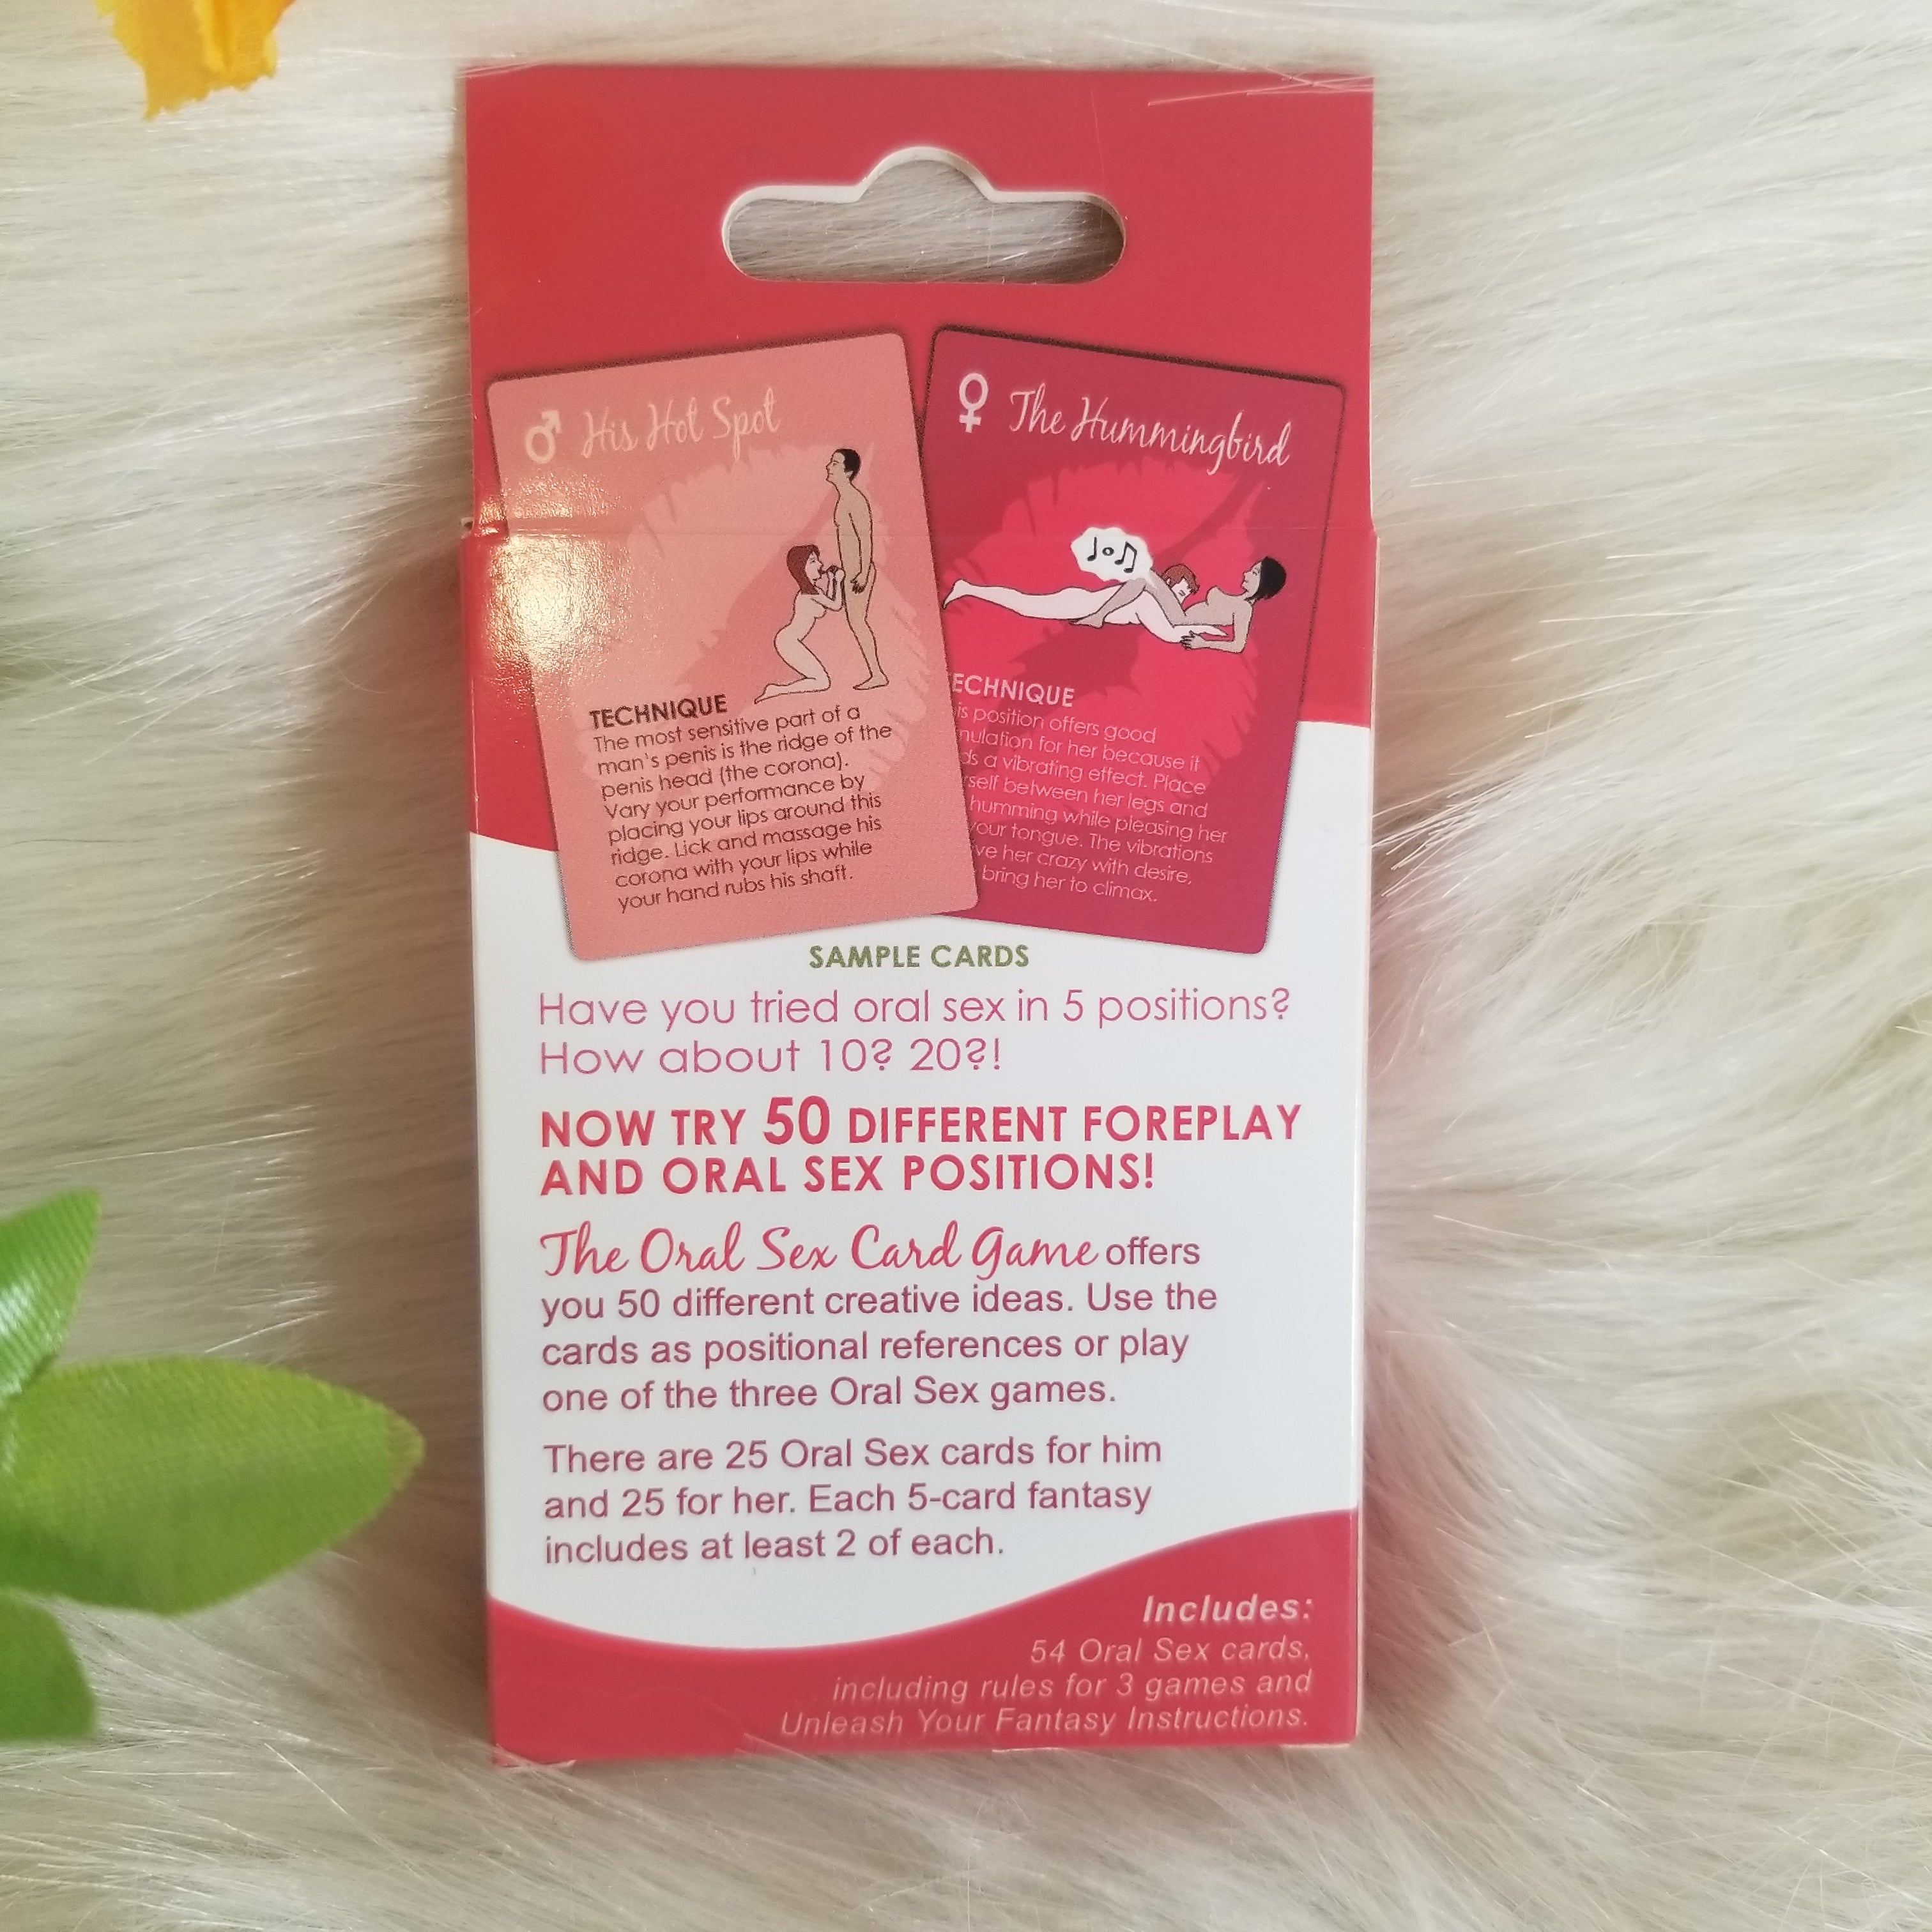 His Hot Spot
TECHNIQUE
The most sensitive part of a
man's penis is the ridge of the
penis head (the corona).
Vary your performance by
placing your lips around this
ridge. Lick and massage his
corona with your lips while
your hand rubs his shaft.
The Hummingbird
ECHNIQUE
is position offers good
mulation for her because it
ds a vibrating effect. Place
rself between her legs and
humming while pleasing her
our tongue. The vibrations
ve her crazy with desire,
bring her to climax.
SAMPLE CARDS
Have you tried oral sex in 5 positions?
How about 10? 20?!
NOW TRY 50 DIFFERENT FOREPLAY
AND ORAL SEX POSITIONS!
The Oral Sex Card Game offers
you 50 different creative ideas. Use the
cards as positional references or play
one of the three Oral Sex games.
There are 25 Oral Sex cards for him
and 25 for her. Each 5-card fantasy
includes at least 2 of each.
Includes:
54 Oral Sex cards,
including rules for 3 games and
Unleash Your Fantasy Instructions.